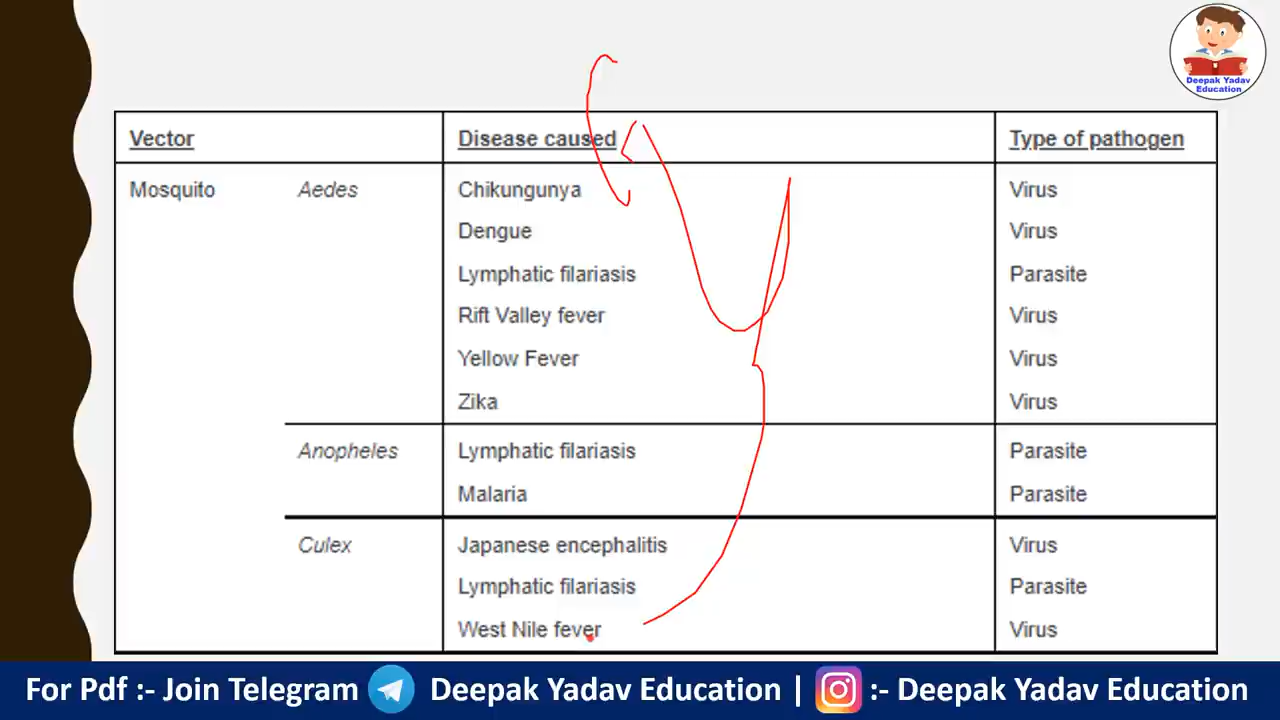 Deepak Yadav
Education
Vector Disease caused Type of pathogen
Mosquito Aedes Chikungunya Virus
Dengue Virus
Lymphatic filariasis Parasite
Rift Valley fever Virus
Yellow Fever Virus
Zika Virus
Anopheles Lymphatic filariasis Parasite
Malaria Parasite
Culex Japanese encephalitis Virus
Lymphatic filariasis Parasite
West Nile fever Virus
For Pdf :- Join Telegram Deepak Yadav Education | :- Deepak Yadav Education